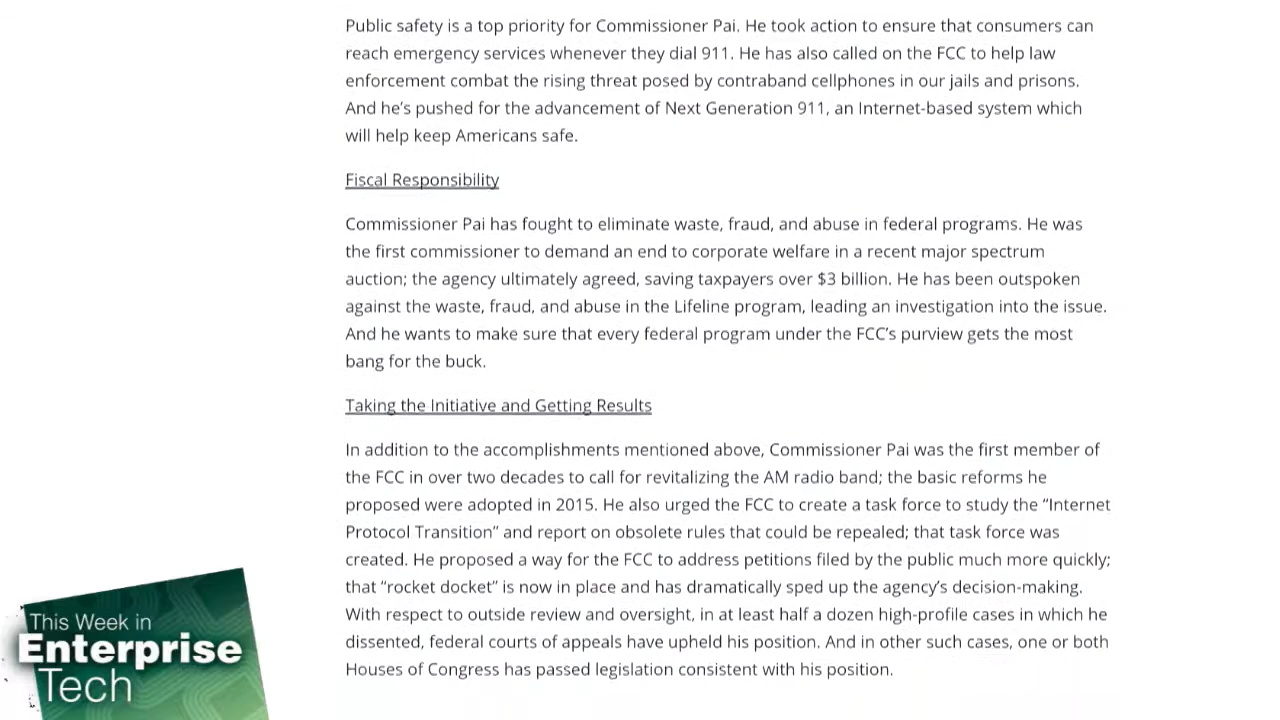 Public safety is a top priority for Commissioner Pai. He took action to ensure that consumers can
reach emergency services whenever they dial 911. He has also called on the FCC to help law
enforcement combat the rising threat posed by contraband cellphones in our jails and prisons.
And he’s pushed for the advancement of Next Generation 911, an Internet-based system which
will help keep Americans safe.
Fiscal Responsibility
Commissioner Pai has fought to eliminate waste, fraud, and abuse in federal programs. He was
the first commissioner to demand an end to corporate welfare in a recent major spectrum
auction; the agency ultimately agreed, saving taxpayers over $3 billion. He has been outspoken
against the waste, fraud, and abuse in the Lifeline program, leading an investigation into the issue.
And he wants to make sure that every federal program under the FCC’s purview gets the most
bang for the buck.
Taking the Initiative and Getting Results
In addition to the accomplishments mentioned above, Commissioner Pai was the first member of
the FCC in over two decades to call for revitalizing the AM radio band; the basic reforms he
proposed were adopted in 2015. He also urged the FCC to create a task force to study the “Internet
Protocol Transition” and report on obsolete rules that could be repealed; that task force was
created. He proposed a way for the FCC to address petitions filed by the public much more quickly;
that “rocket docket” is now in place and has dramatically sped up the agency’s decision-making.
With respect to outside review and oversight, in at least half a dozen high-profile cases in which he
dissented, federal courts of appeals have upheld his position. And in other such cases, one or both
Houses of Congress has passed legislation consistent with his position.
This Week in
Enterprise
Tech